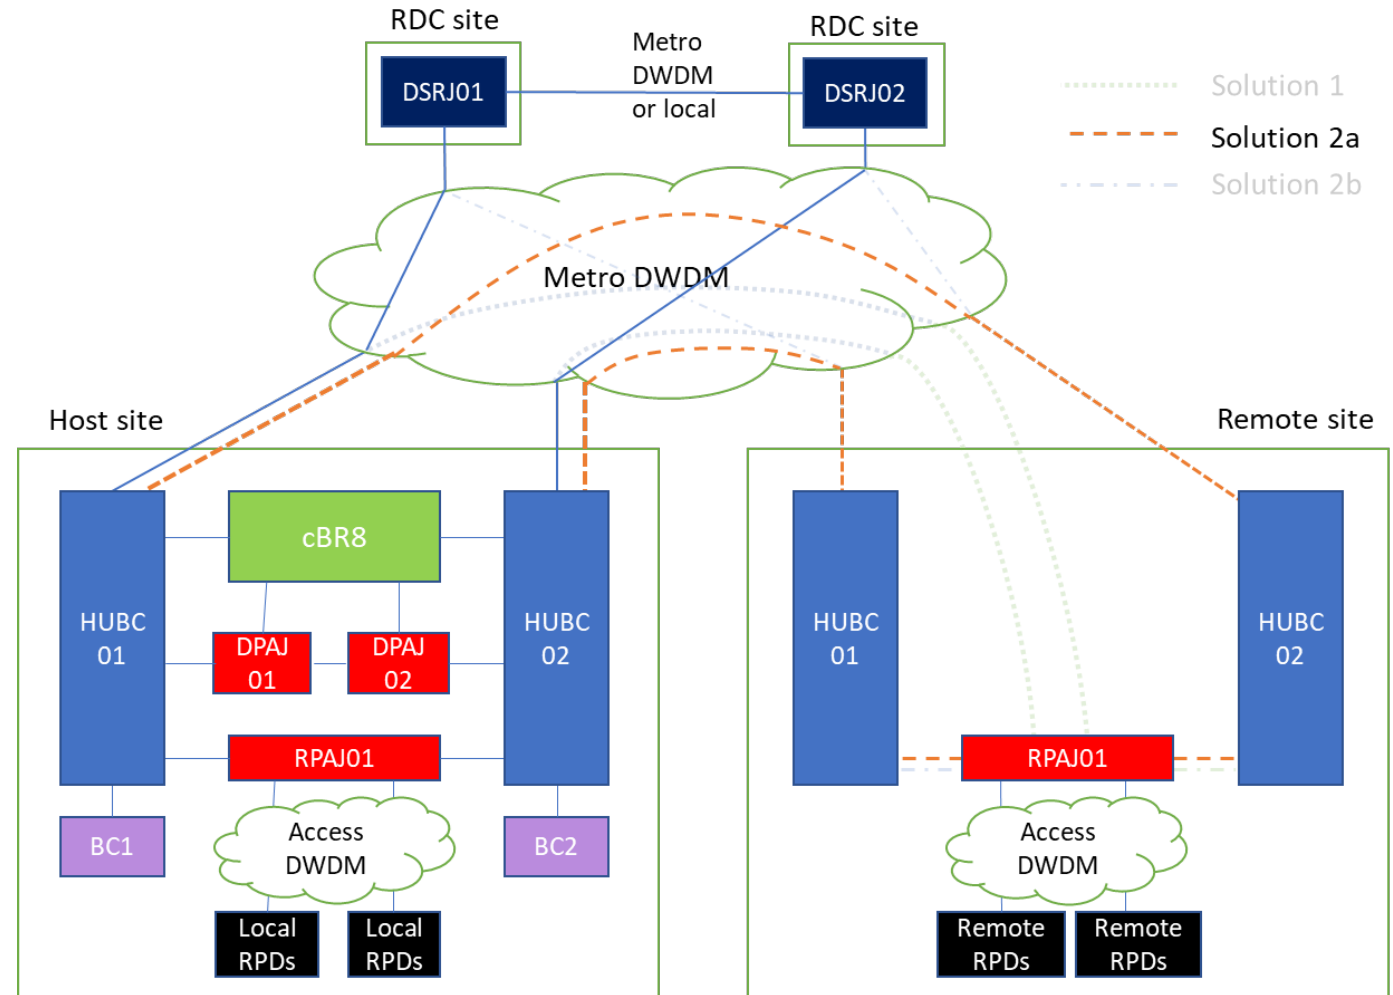 RDC site
RDC site
Metro
DWDM
or local
DSRJ01
DSRJ02
Solution 1
Solution 2a
Solution 2b
Metro DWDM
Host site
Remote site
cBR8
HUBC
01
HUBC
02
DPAJ
01
DPAJ
02
RPAJ01
BC1
BC2
Access
DWDM
Local
RPDs
Local
RPDs
HUBC
01
HUBC
02
RPAJ01
Access
DWDM
Remote
RPDs
Remote
RPDs